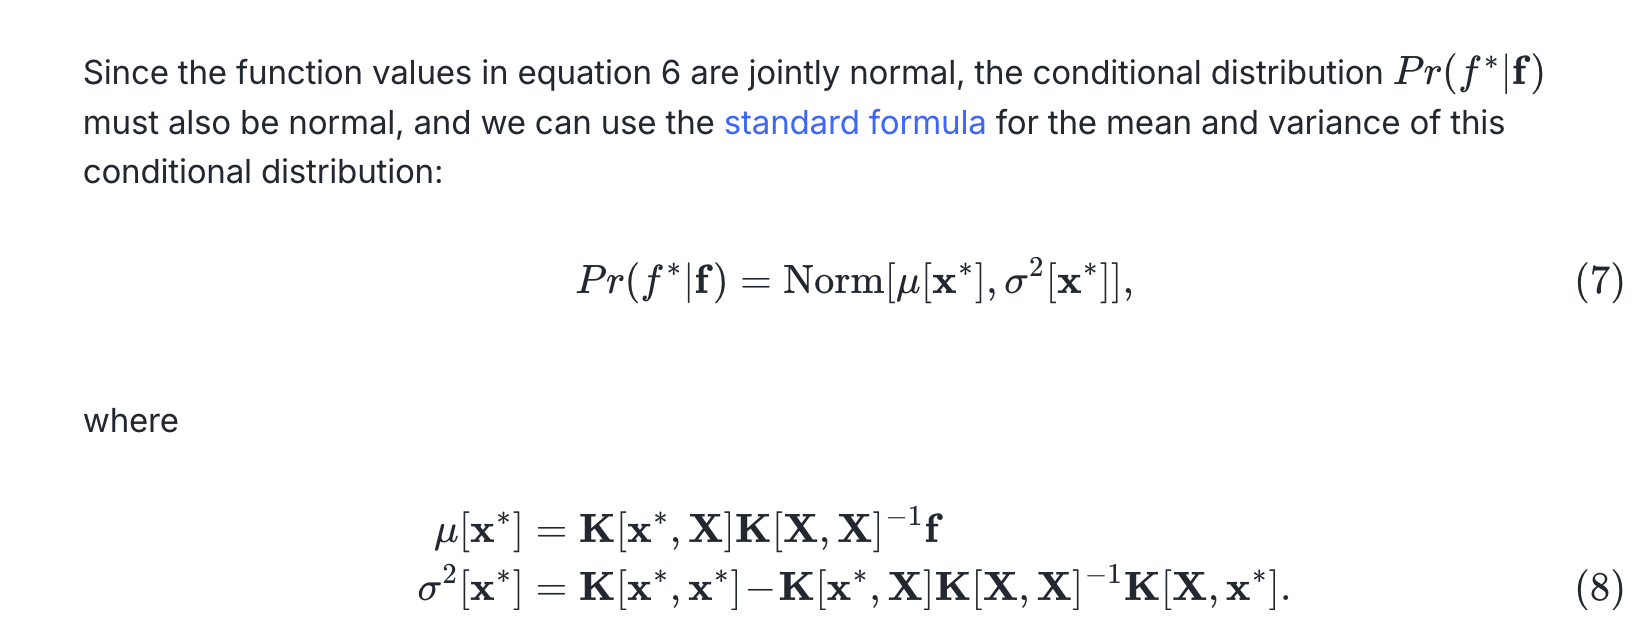 Since the function values in equation 6 are jointly normal, the conditional distribution Pr(f*|f)
must also be normal, and we can use the standard formula for the mean and variance of this
conditional distribution:
Pr(f*|f) = Norm[μ[x*], σ²[x*]], (7)
where
μ[x*] = K[x*, X]K[X, X]⁻¹f
σ²[x*] = K[x*, x*]−K[x*, X]K[X, X]⁻¹K[X, x*]. (8)